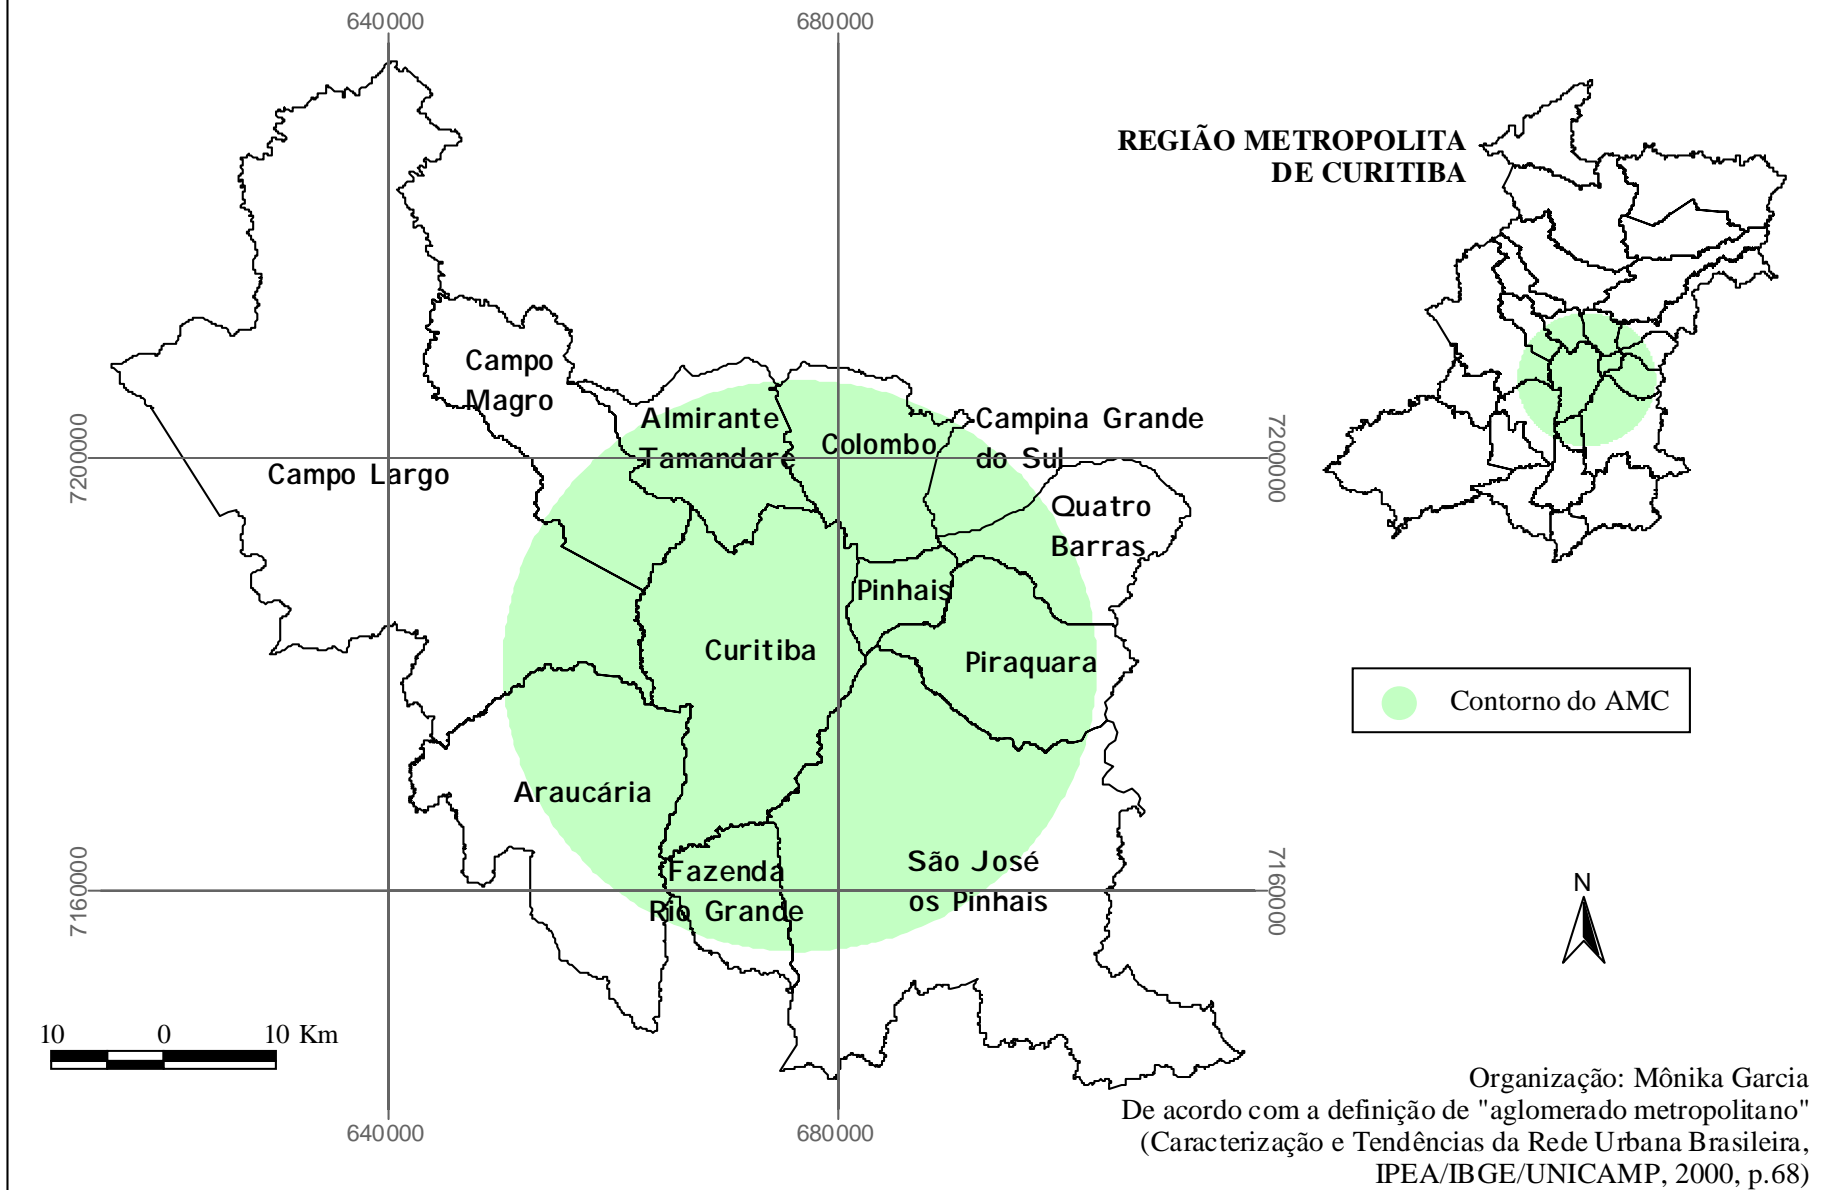 640000
680000
REGIÃO METROPOLITA
DE CURITIBA
Campo
Magro
Almirante
Tamandaré
Colombo
Campina Grande
do Sul
7200000
7200000
Campo Largo
Quatro
Barras
Pinhais
Curitiba
Piraquara
Contorno do AMC
Araucária
Fazenda
Rio Grande
São José
os Pinhais
7160000
7160000
N
10 0 10 Km
640000
680000
Organização: Mônika Garcia
De acordo com a definição de "aglomerado metropolitano"
(Caracterização e Tendências da Rede Urbana Brasileira,
IPEA/IBGE/UNICAMP, 2000, p.68)